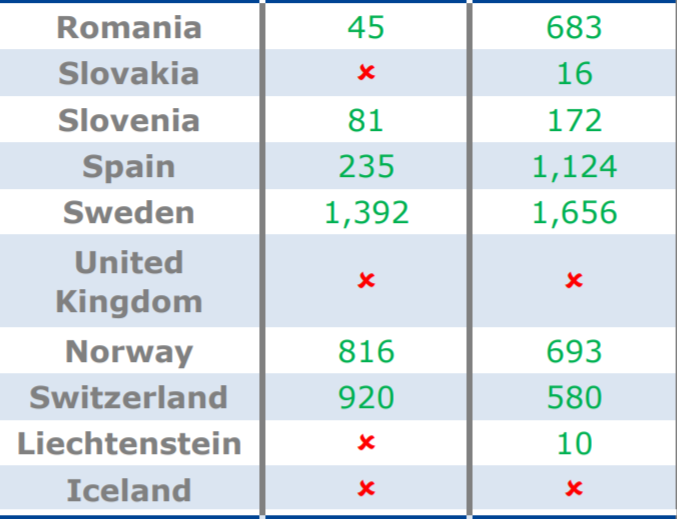 Romania 45 683
Slovakia ✘ 16
Slovenia 81 172
Spain 235 1,124
Sweden 1,392 1,656
United
Kingdom ✘ ✘
Norway 816 693
Switzerland 920 580
Liechtenstein ✘ 10
Iceland ✘ ✘